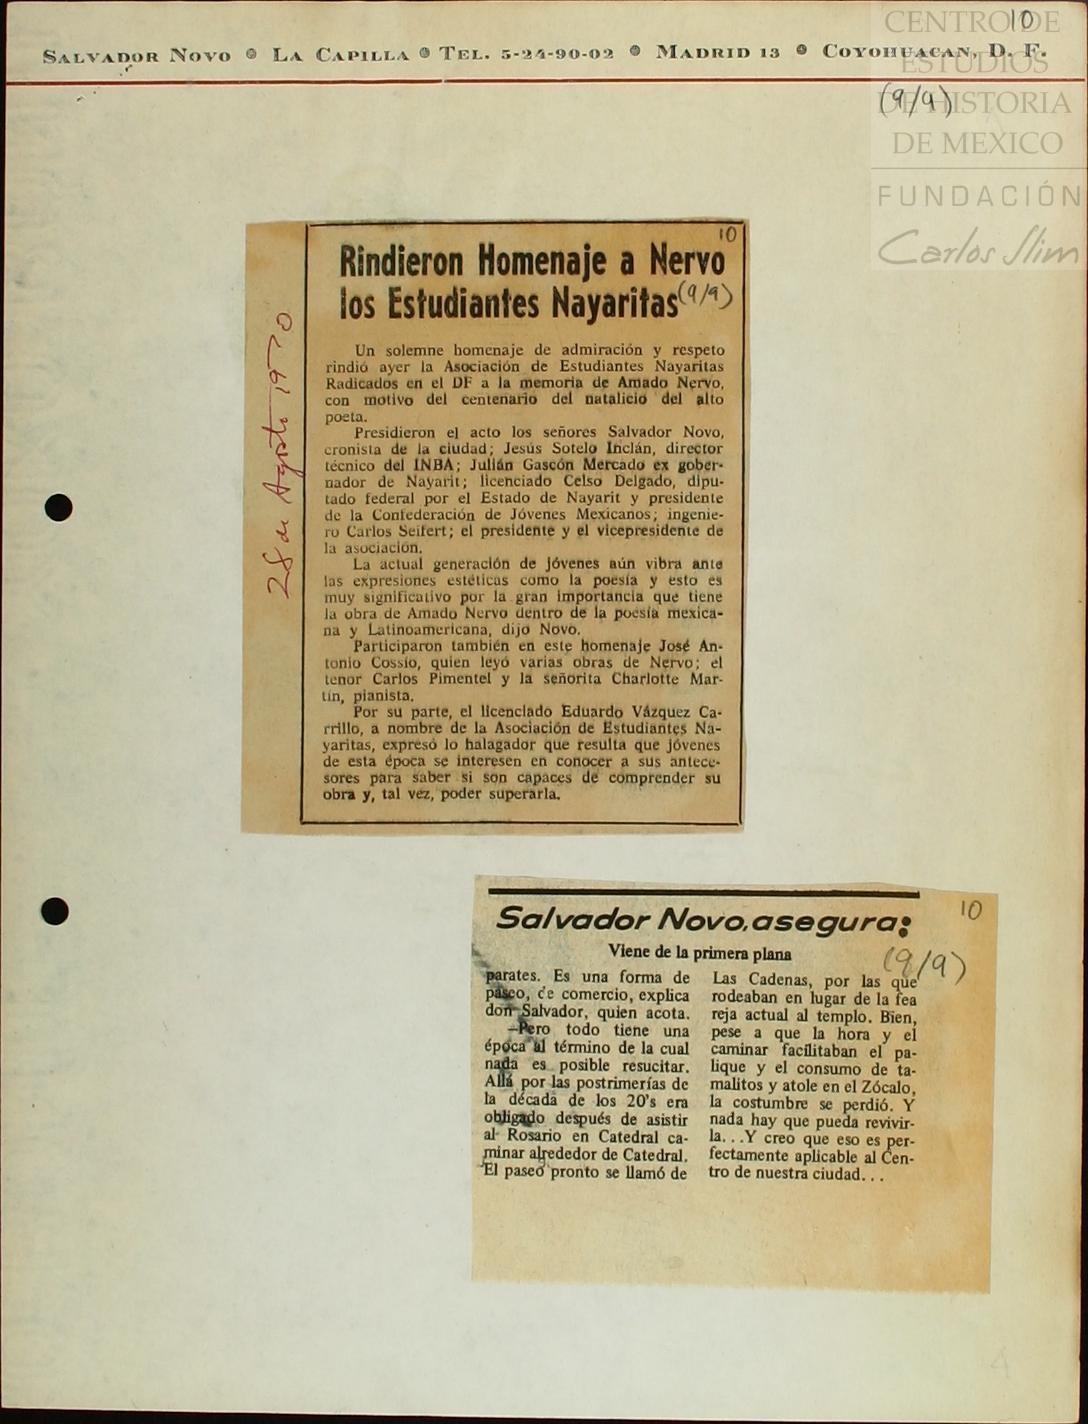 10
SALVADOR NOVO ● LA CAPILLA ● TEL. 5-24-90-02 ● MADRID 13 ● COYOHUACAN, D. F.
(9/9)
CENTRO DE
ESTUDIOS
DE HISTORIA
DE MEXICO
FUNDACIÓN
Carlos Slim
28 de Agosto 1970
10
Rindieron Homenaje a Nervo
los Estudiantes Nayaritas
(9/9)
Un solemne homenaje de admiración y respeto
rindió ayer la Asociación de Estudiantes Nayaritas
Radicados en el DF a la memoria de Amado Nervo,
con motivo del centenario del natalicio del alto
poeta.
Presidieron el acto los señores Salvador Novo,
cronista de la ciudad; Jesús Sotelo Inclán, director
técnico del INBA; Julián Gascón Mercado ex gober-
nador de Nayarit; licenciado Celso Delgado, dipu-
tado federal por el Estado de Nayarit y presidente
de la Confederación de Jóvenes Mexicanos; ingenie-
ro Carlos Seifert; el presidente y el vicepresidente de
la asociación.
La actual generación de jóvenes aún vibra ante
las expresiones estéticas como la poesía y esto es
muy significativo por la gran importancia que tiene
la obra de Amado Nervo dentro de la poesía mexica-
na y Latinoamericana, dijo Novo.
Participaron también en este homenaje José An-
tonio Cossío, quien leyó varias obras de Nervo; el
tenor Carlos Pimentel y la señorita Charlotte Mar-
tín, pianista.
Por su parte, el licenciado Eduardo Vázquez Ca-
rrillo, a nombre de la Asociación de Estudiantes Na-
yaritas, expresó lo halagador que resulta que jóvenes
de esta época se interesen en conocer a sus antece-
sores para saber si son capaces de comprender su
obra y, tal vez, poder superarla.
10
Salvador Novo, asegura:
Viene de la primera plana
(9/9)
parates. Es una forma de
paseo, de comercio, explica
don Salvador, quien acota.
—Pero todo tiene una
época al término de la cual
nada es posible resucitar.
Allá por las postrimerías de
la década de los 20's era
obligado después de asistir
al Rosario en Catedral ca-
minar alrededor de Catedral.
El paseo pronto se llamó de
Las Cadenas, por las que
rodeaban en lugar de la fea
reja actual al templo. Bien,
pese a que la hora y el
caminar facilitaban el pa-
lique y el consumo de ta-
malitos y atole en el Zócalo,
la costumbre se perdió. Y
nada hay que pueda revivir-
la...Y creo que eso es per-
fectamente aplicable al Cen-
tro de nuestra ciudad...